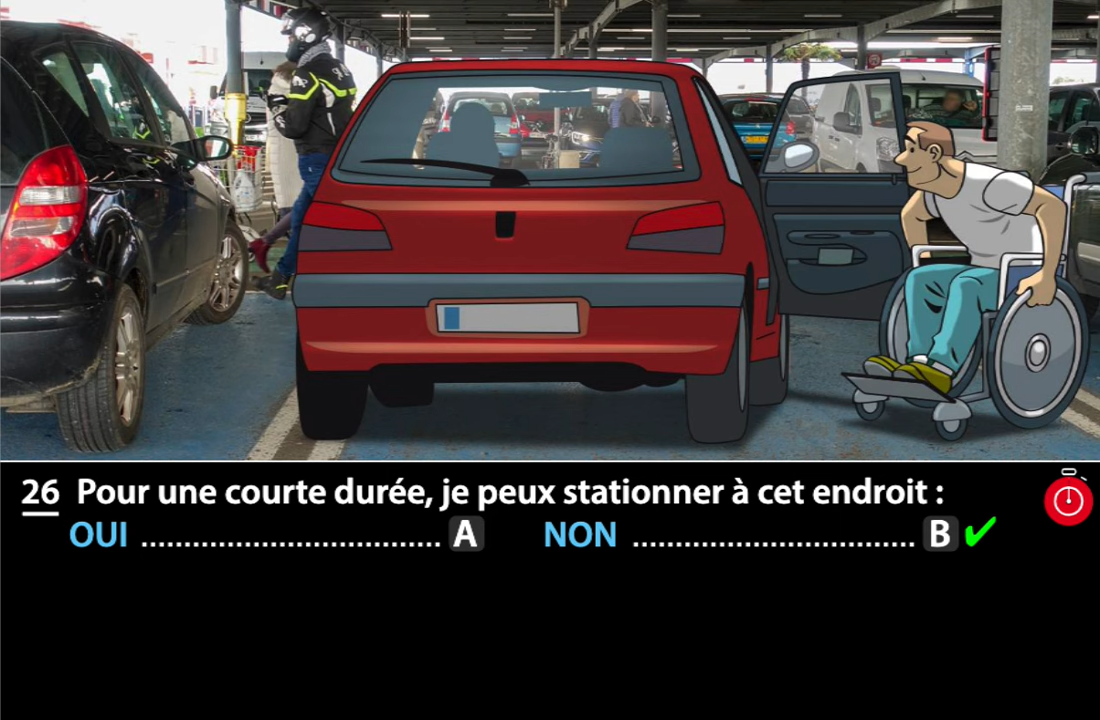 26 Pour une courte durée, je peux stationner à cet endroit :
OUI ................................. A NON ............................... B